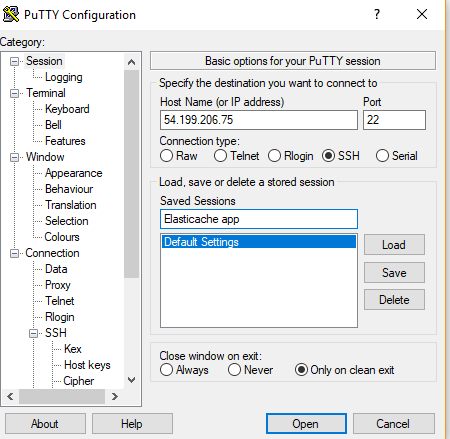 PuTTY Configuration ? ×
Category:
Session
Logging
Terminal
Keyboard
Bell
Features
Window
Appearance
Behaviour
Translation
Selection
Colours
Connection
Data
Proxy
Telnet
Rlogin
SSH
Kex
Host keys
Cipher
Basic options for your PuTTY session
Specify the destination you want to connect to
Host Name (or IP address) Port
54.199.206.75 22
Connection type:
Raw Telnet Rlogin SSH Serial
Load, save or delete a stored session
Saved Sessions
Elasticache app
Default Settings
Load
Save
Delete
Close window on exit:
Always Never Only on clean exit
About Help Open Cancel